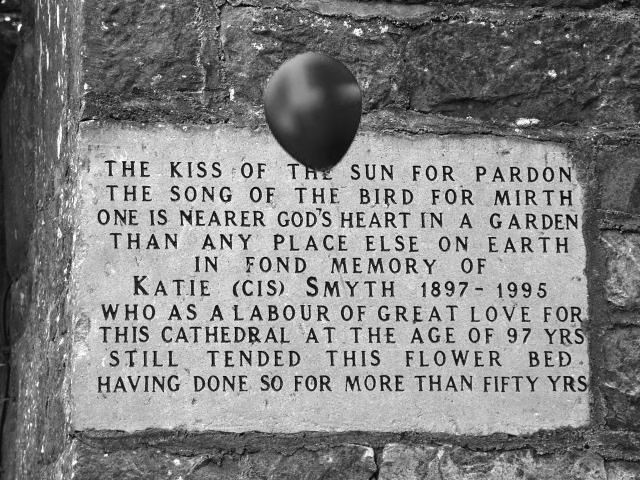 THE KISS OF THE SUN FOR PARDON
THE SONG OF THE BIRD FOR MIRTH
ONE IS NEARER GOD'S HEART IN A GARDEN
THAN ANY PLACE ELSE ON EARTH
IN FOND MEMORY OF
KATIE (CIS) SMYTH 1897-1995
WHO AS A LABOUR OF GREAT LOVE FOR
THIS CATHEDRAL AT THE AGE OF 97 YRS
STILL TENDED THIS FLOWER BED
HAVING DONE SO FOR MORE THAN FIFTY YRS